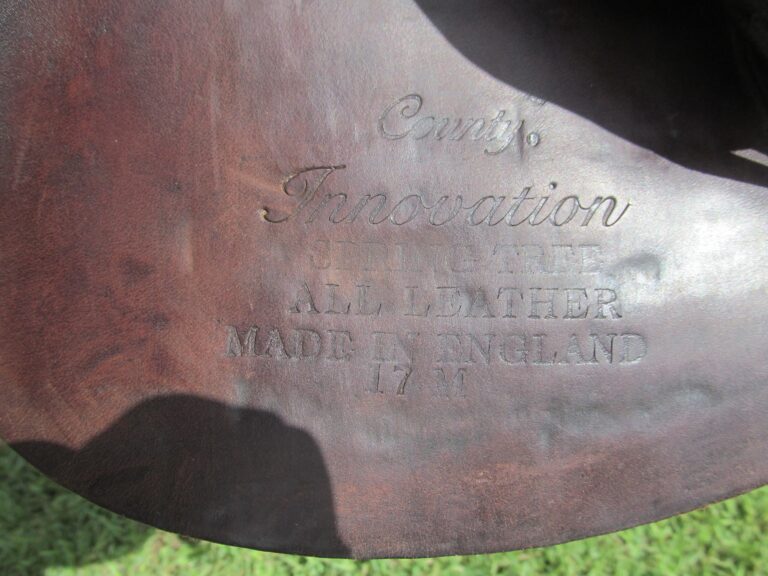 County
Innovation
SPRING TREE
ALL LEATHER
MADE IN ENGLAND
17 M